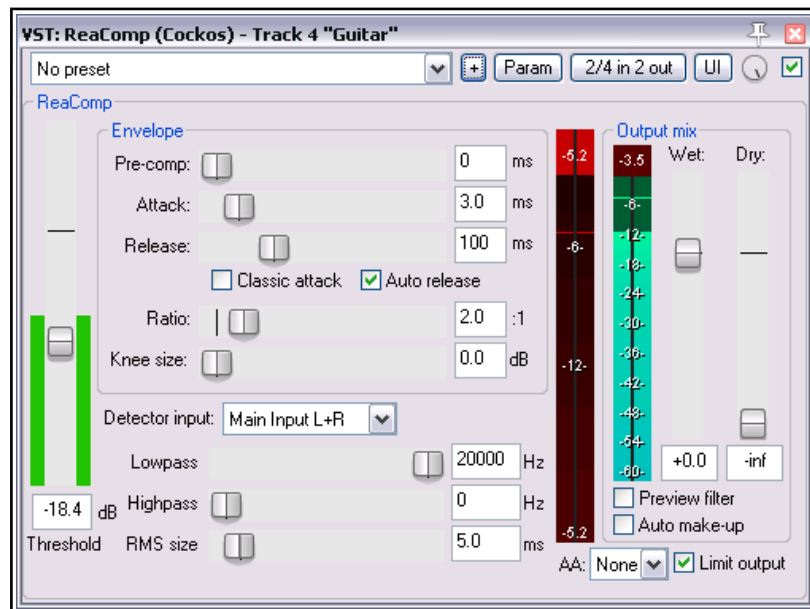 VST: ReaComp (Cockos) - Track 4 "Guitar"
No preset
+
Param
2/4 in 2 out
UI
ReaComp
Envelope
Pre-comp: 0 ms
Attack: 3.0 ms
Release: 100 ms
Classic attack Auto release
Ratio: 2.0 :1
Knee size: 0.0 dB
Detector input: Main Input L+R
Lowpass 20000 Hz
Highpass 0 Hz
RMS size 5.0 ms
-18.4 dB
Threshold
-5.2
-6-
-12-
-5.2
Output mix
Wet: Dry:
-3.5
-6-
-12-
-18-
-24-
-30-
-36-
-42-
-48-
-54-
-60-
+0.0 -inf
Preview filter
Auto make-up
AA: None Limit output